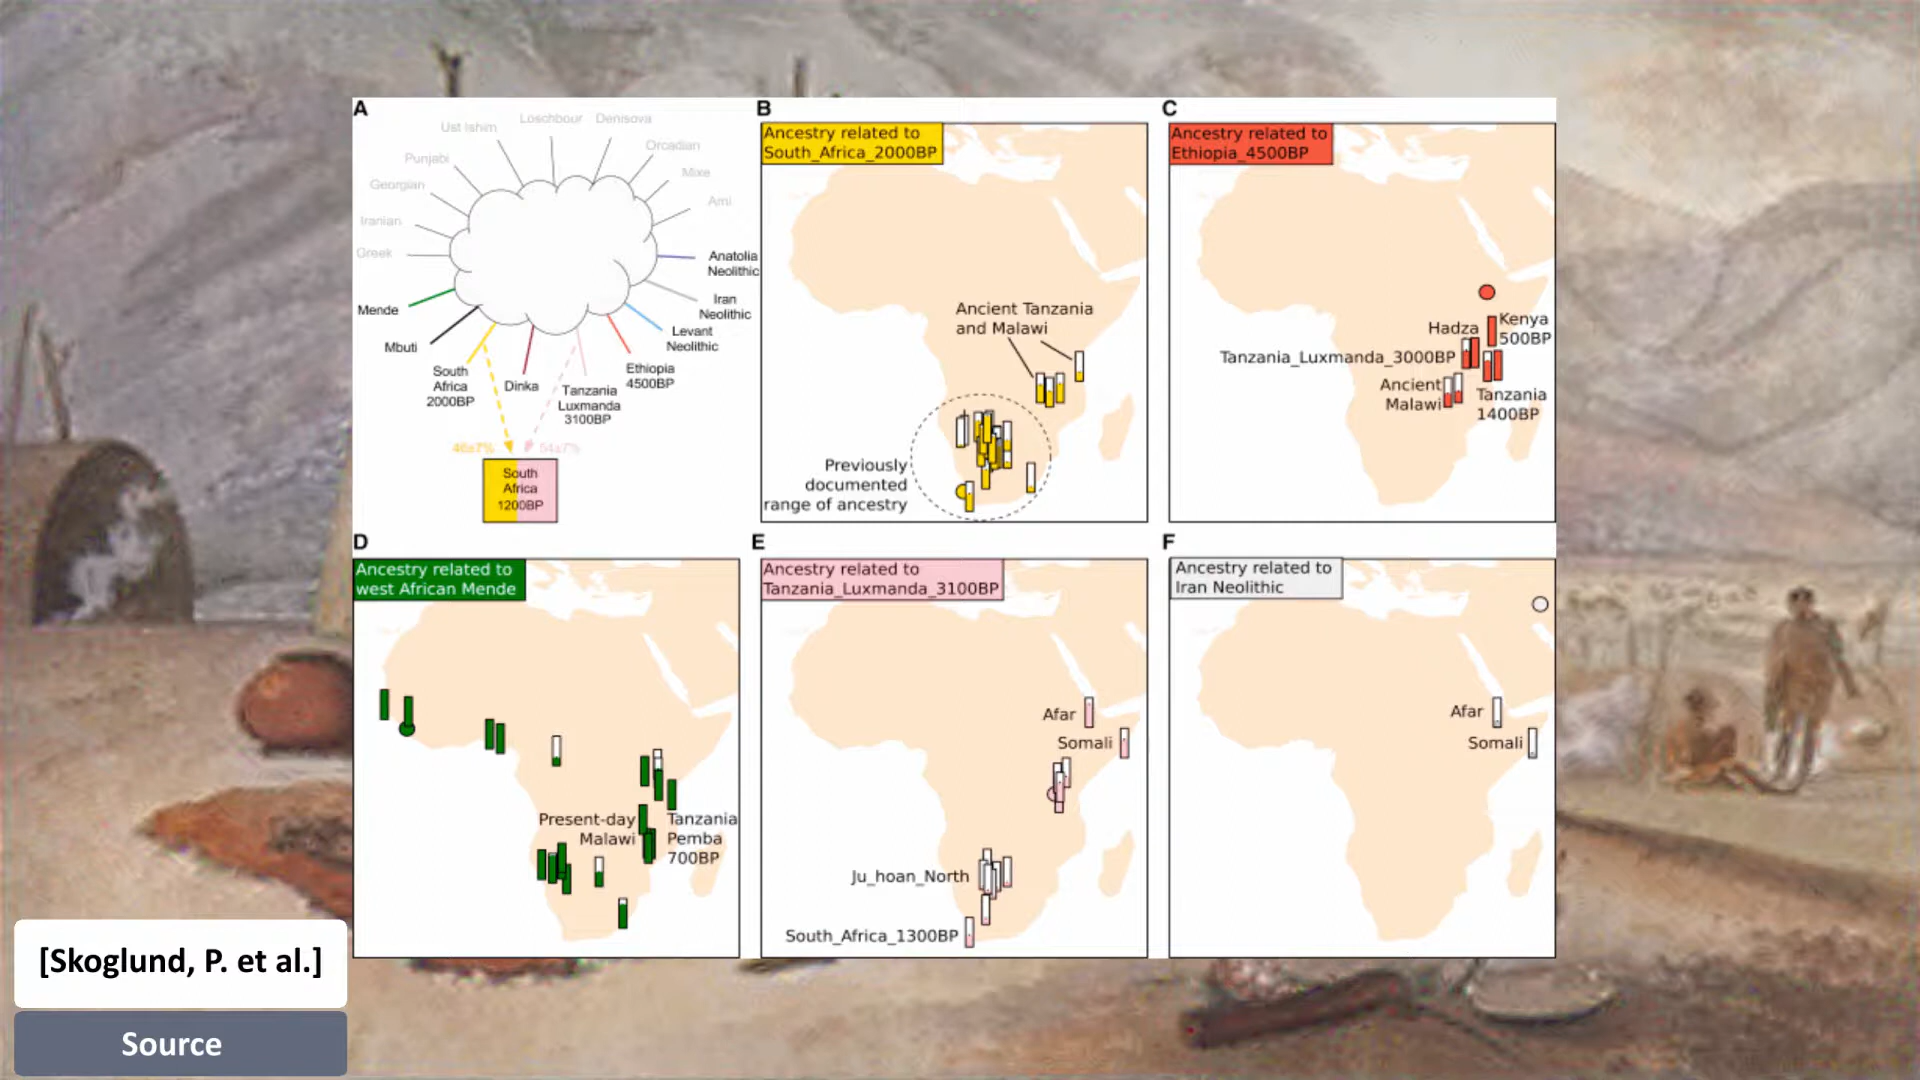 A
Ust Ishim
Loschbour
Denisova
Orcadian
Punjabi
Mixe
Georgian
Ami
Iranian
Greek
Anatolia
Neolithic
Iran
Neolithic
Mende
Levant
Neolithic
Mbuti
South
Africa
2000BP
Dinka
Tanzania
Luxmanda
3100BP
Ethiopia
4500BP
46±7%
54±7%
South
Africa
1200BP
B
Ancestry related to
South_Africa_2000BP
Ancient Tanzania
and Malawi
Previously
documented
range of ancestry
C
Ancestry related to
Ethiopia_4500BP
Kenya
500BP
Hadza
Tanzania_Luxmanda_3000BP
Ancient
Malawi
Tanzania
1400BP
D
Ancestry related to
west African Mende
Present-day
Malawi
Tanzania
Pemba
700BP
E
Ancestry related to
Tanzania_Luxmanda_3100BP
Afar
Somali
Ju_hoan_North
South_Africa_1300BP
F
Ancestry related to
Iran Neolithic
Afar
Somali
[Skoglund, P. et al.]
Source